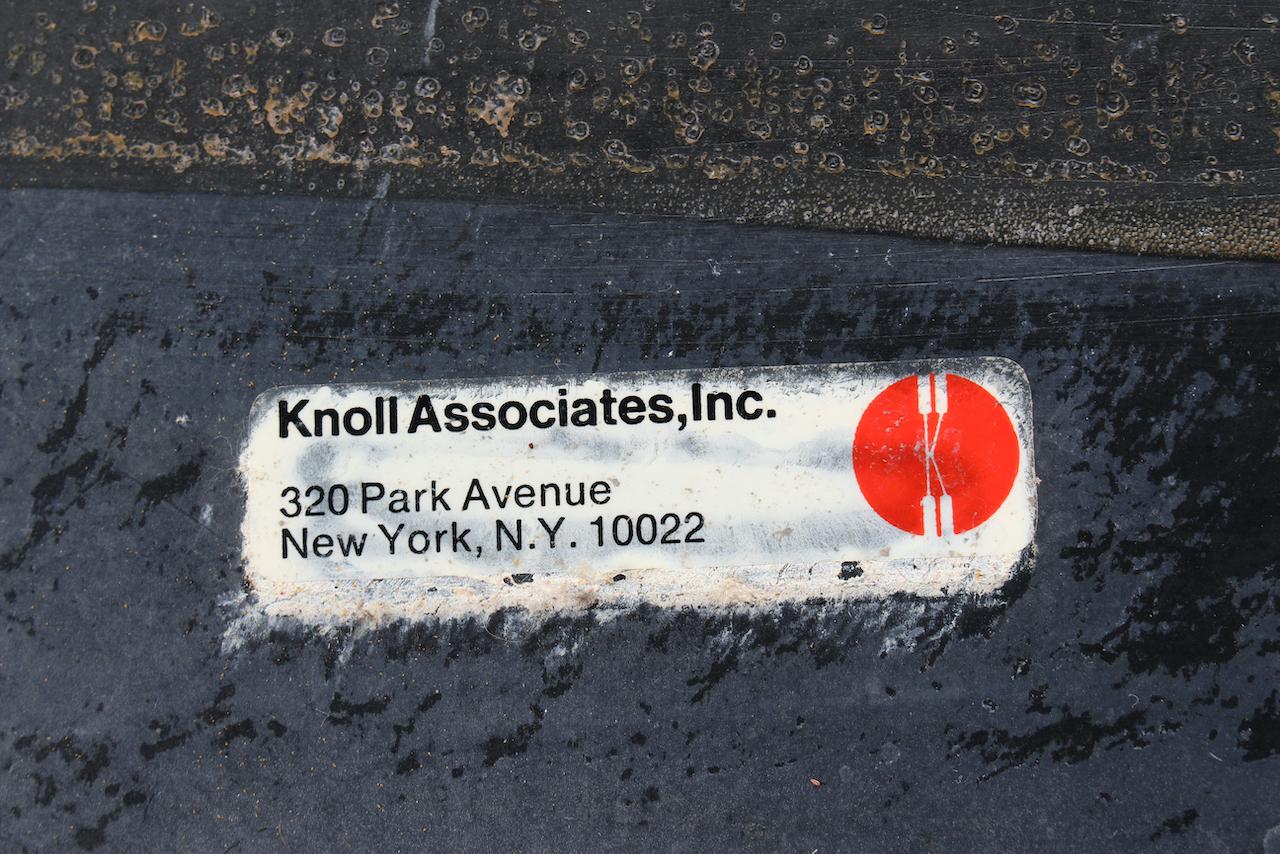 Knoll Associates, Inc.
320 Park Avenue
New York, N.Y. 10022